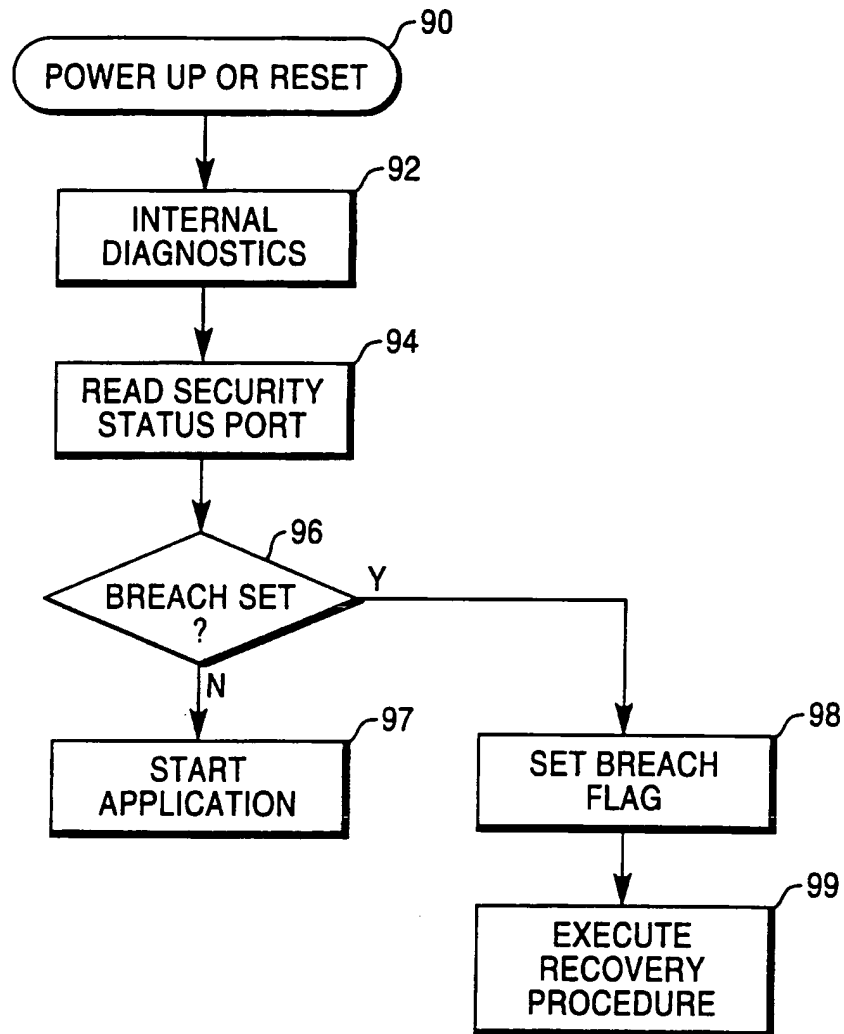 90
POWER UP OR RESET
92
INTERNAL
DIAGNOSTICS
94
READ SECURITY
STATUS PORT
96
BREACH SET
?
Y
N
97
START
APPLICATION
98
SET BREACH
FLAG
99
EXECUTE
RECOVERY
PROCEDURE